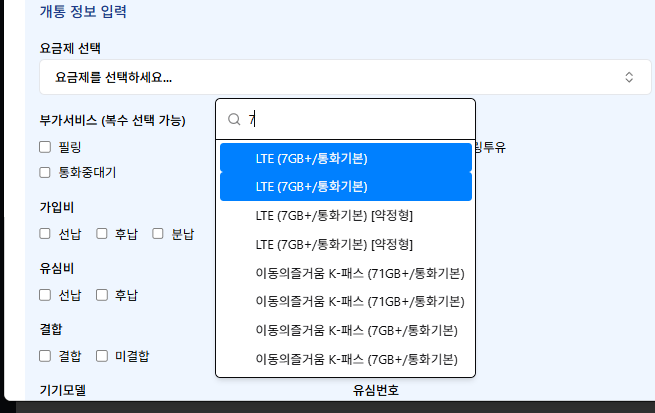 개통 정보 입력
요금제 선택
요금제를 선택하세요...
부가서비스 (복수 선택 가능)
7
필링
링투유
통화중대기
LTE (7GB+/통화기본)
LTE (7GB+/통화기본)
LTE (7GB+/통화기본) [약정형]
LTE (7GB+/통화기본) [약정형]
이동의즐거움 K-패스 (71GB+/통화기본)
이동의즐거움 K-패스 (71GB+/통화기본)
이동의즐거움 K-패스 (7GB+/통화기본)
이동의즐거움 K-패스 (7GB+/통화기본)
가입비
선납 후납 분납
유심비
선납 후납
결합
결합 미결합
기기모델 유심번호